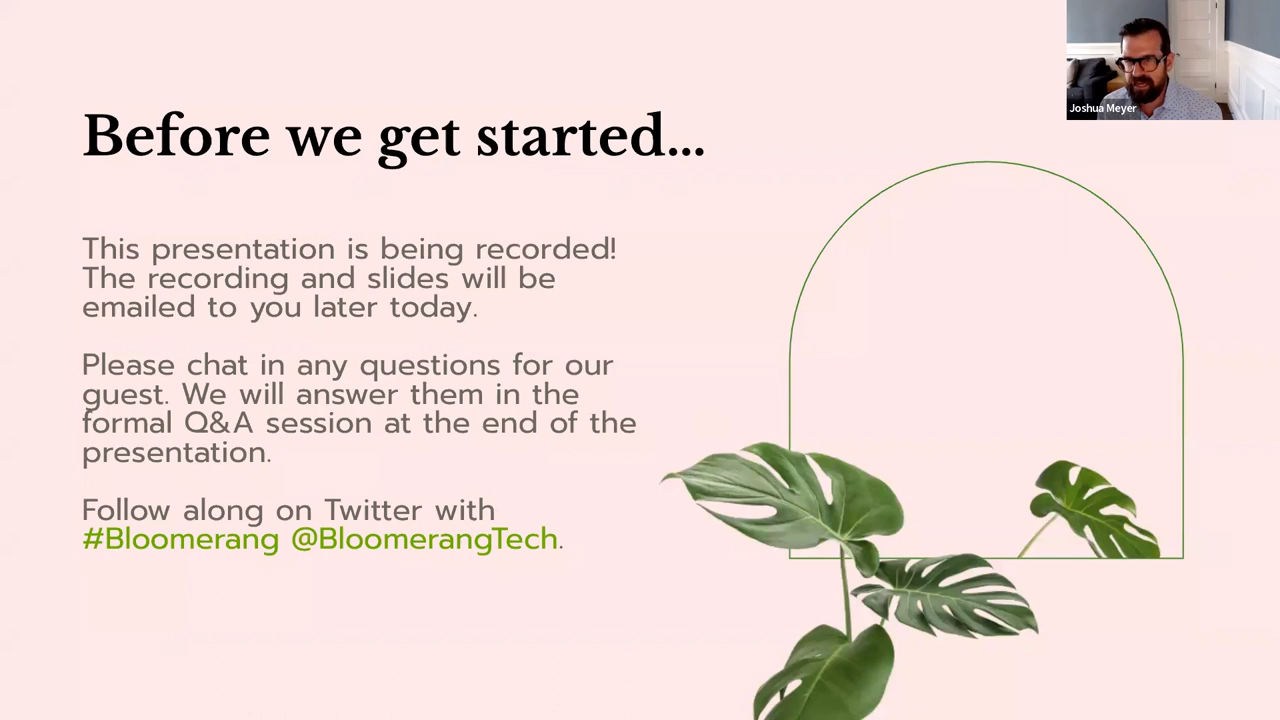 Joshua Meyer
Before we get started...
This presentation is being recorded!
The recording and slides will be
emailed to you later today.
Please chat in any questions for our
guest. We will answer them in the
formal Q&A session at the end of the
presentation.
Follow along on Twitter with
#Bloomerang @BloomerangTech.